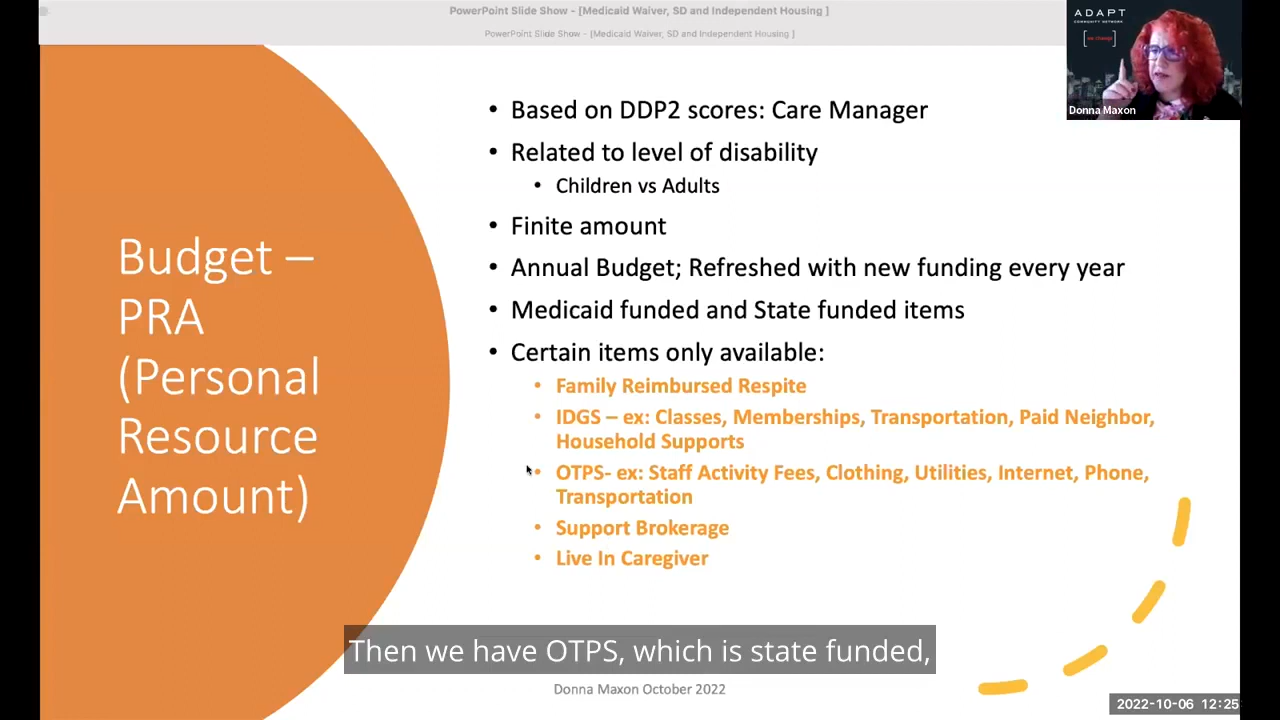 PowerPoint Slide Show - [Medicaid Waiver, SD and Independent Housing ]
PowerPoint Slide Show - [Medicaid Waiver, SD and Independent Housing ]
ADAPT
COMMUNITY NETWORK
[we change]
Donna Maxon
Budget –
PRA
(Personal
Resource
Amount)
• Based on DDP2 scores: Care Manager
• Related to level of disability
• Children vs Adults
• Finite amount
• Annual Budget; Refreshed with new funding every year
• Medicaid funded and State funded items
• Certain items only available:
• Family Reimbursed Respite
• IDGS – ex: Classes, Memberships, Transportation, Paid Neighbor,
Household Supports
• OTPS- ex: Staff Activity Fees, Clothing, Utilities, Internet, Phone,
Transportation
• Support Brokerage
• Live In Caregiver
Then we have OTPS, which is state funded,
Donna Maxon October 2022
2022-10-06 12:25